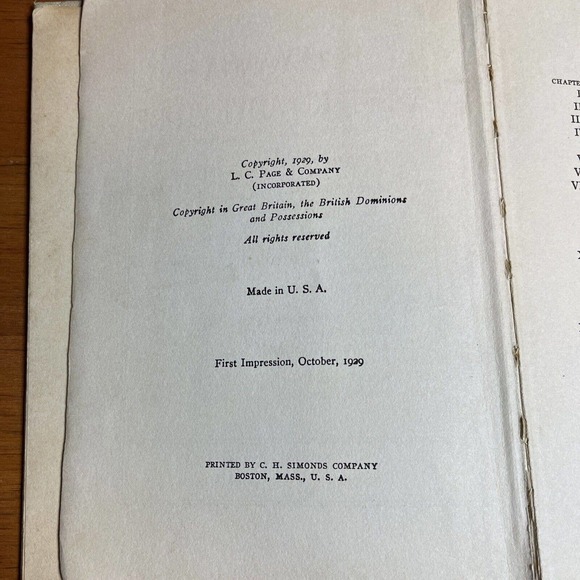 Copyright, 1929, by
L. C. PAGE & COMPANY
(INCORPORATED)
Copyright in Great Britain, the British Dominions
and Possessions
All rights reserved
Made in U. S. A.
First Impression, October, 1929
PRINTED BY C. H. SIMONDS COMPANY
BOSTON, MASS., U. S. A.